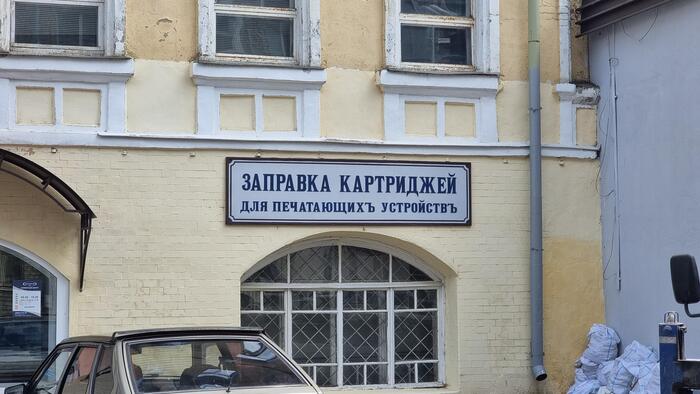 ЗАПРАВКА КАРТРИДЖЕЙ
ДЛЯ ПЕЧАТАЮЩИХЪ УСТРОЙСТВЪ